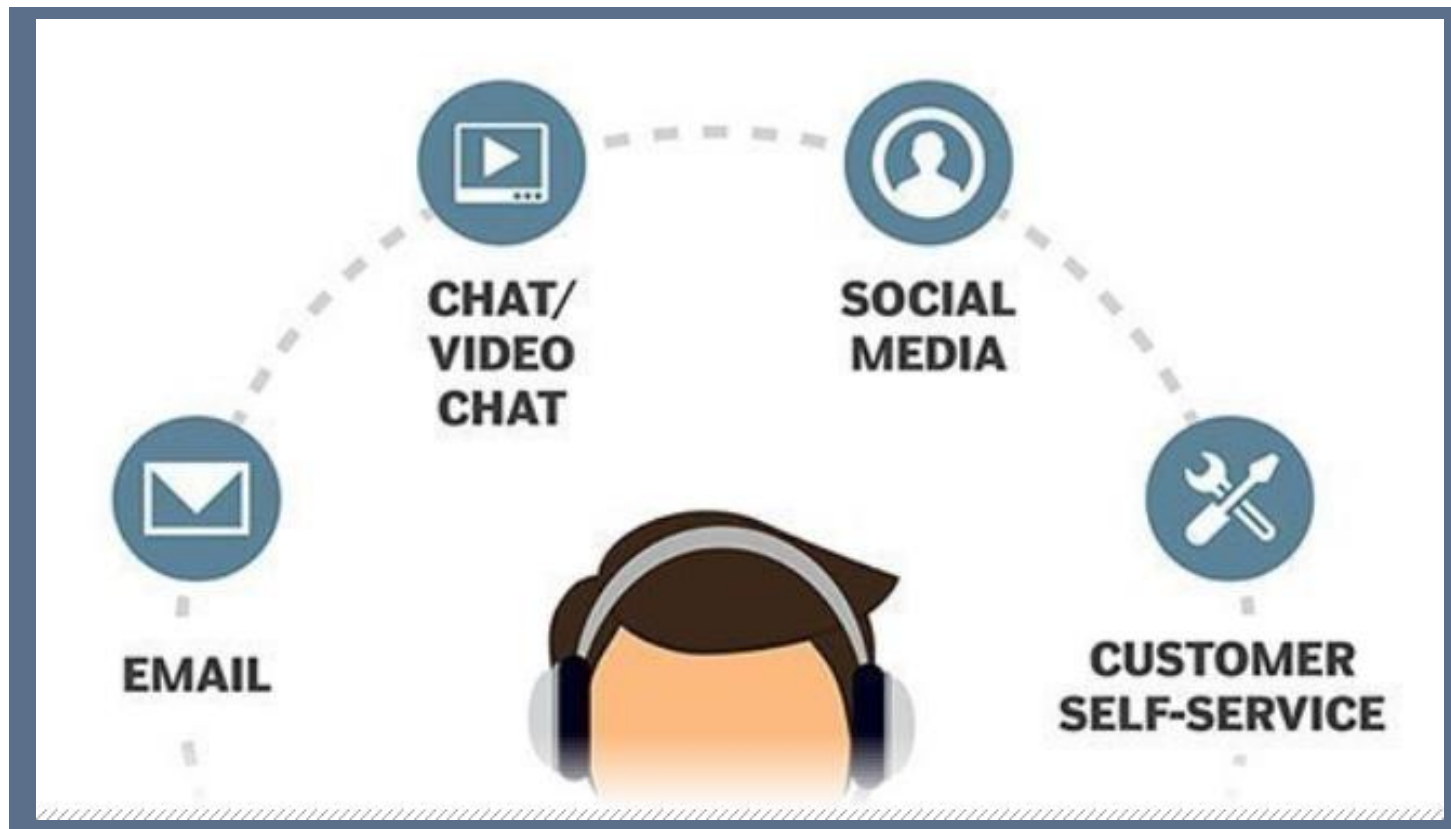 CHAT/
VIDEO
CHAT
SOCIAL
MEDIA
EMAIL
CUSTOMER
SELF-SERVICE